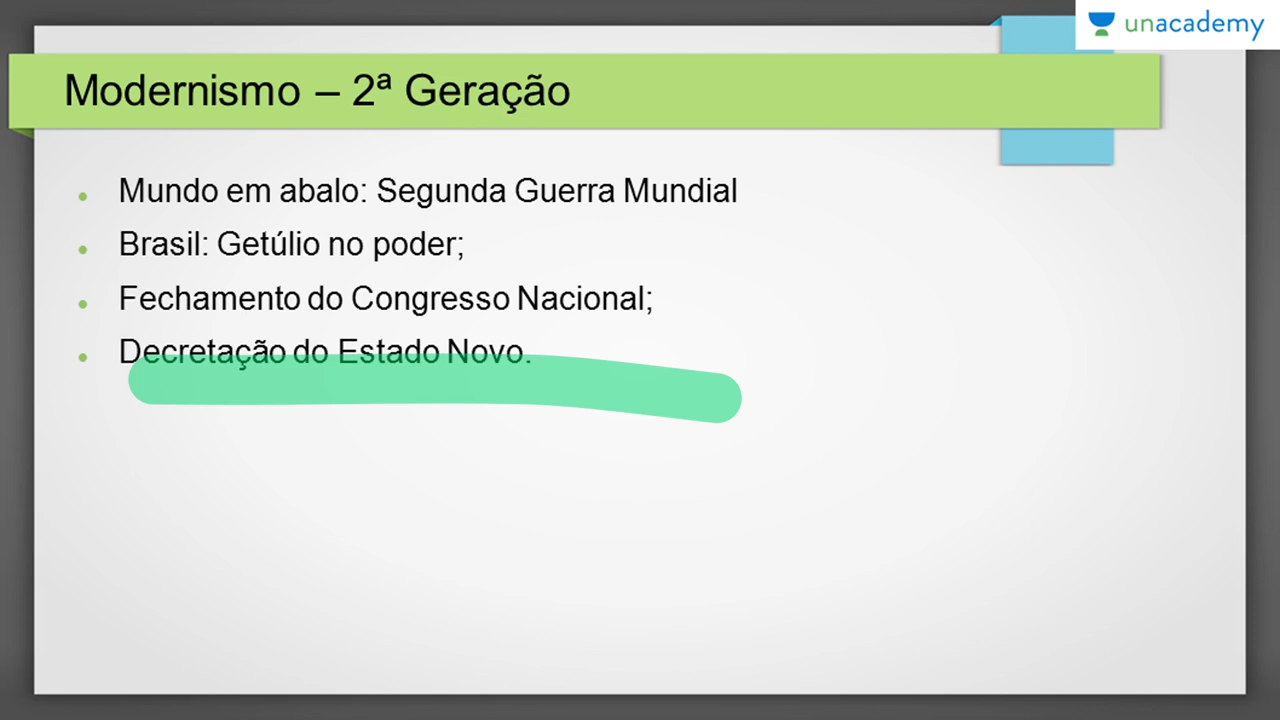 unacademy
Modernismo – 2ª Geração
Mundo em abalo: Segunda Guerra Mundial
Brasil: Getúlio no poder;
Fechamento do Congresso Nacional;
Decretação do Estado Novo.